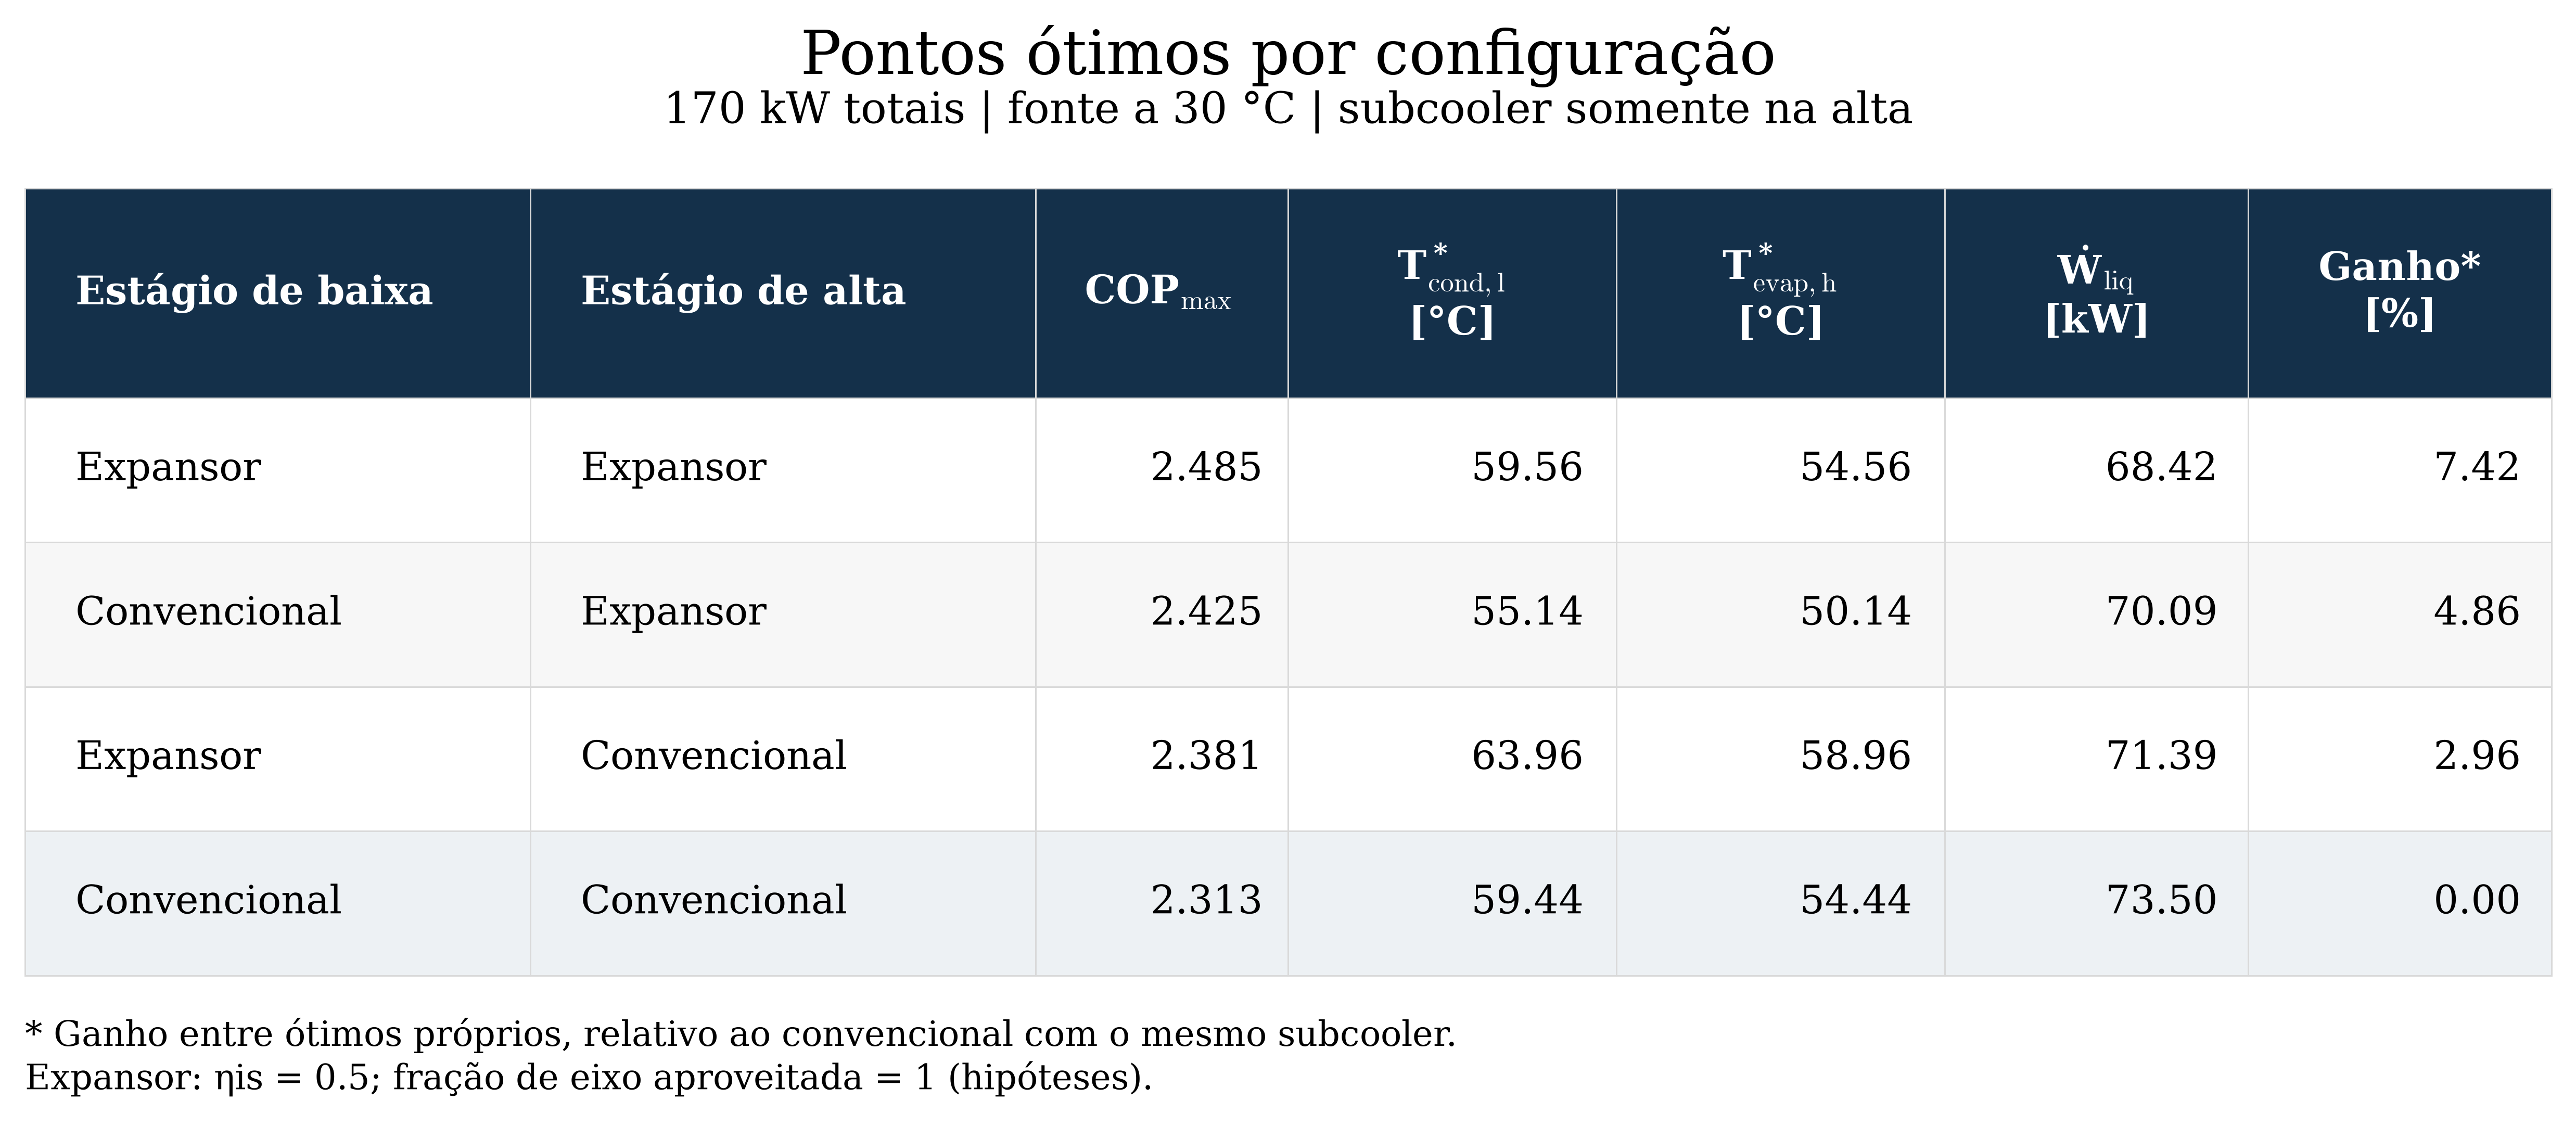 Pontos ótimos por configuração
170 kW totais | fonte a 30 °C | subcooler somente na alta
Estágio de baixa Estágio de alta COP max T* cond, l [°C] T* evap, h [°C] Ẇ liq [kW] Ganho* [%]
Expansor Expansor 2.485 59.56 54.56 68.42 7.42
Convencional Expansor 2.425 55.14 50.14 70.09 4.86
Expansor Convencional 2.381 63.96 58.96 71.39 2.96
Convencional Convencional 2.313 59.44 54.44 73.50 0.00
* Ganho entre ótimos próprios, relativo ao convencional com o mesmo subcooler.
Expansor: ηis = 0.5; fração de eixo aproveitada = 1 (hipóteses).